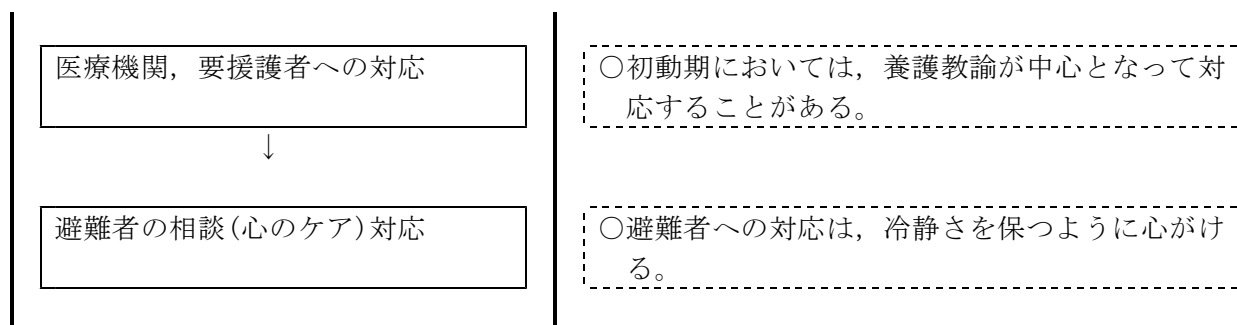 医療機関，要援護者への対応
○初動期においては，養護教諭が中心となって対
応することがある。
↓
避難者の相談(心のケア)対応
○避難者への対応は，冷静さを保つように心がけ
る。